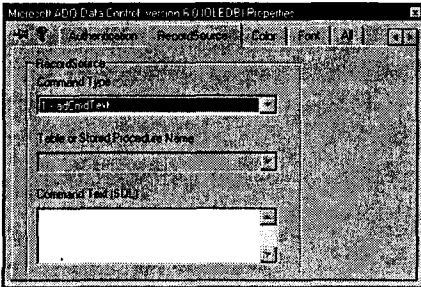 Microsoft ADO Data Control, version 6.0 (OLEDB) Properties
Authentication RecordSource Color Font All
RecordSource
Command Type
1 - adCmdText
Table or Stored Procedure Name
Command Text (SQL)